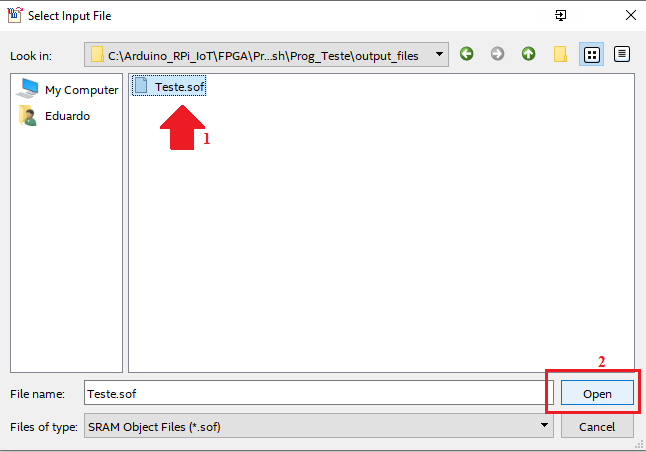 Select Input File
Look in: C:\Arduino_RPi_IoT\FPGA\Pr...sh\Prog_Teste\output_files
My Computer
Eduardo
Teste.sof
1
2
File name: Teste.sof Open
Files of type: SRAM Object Files (*.sof) Cancel